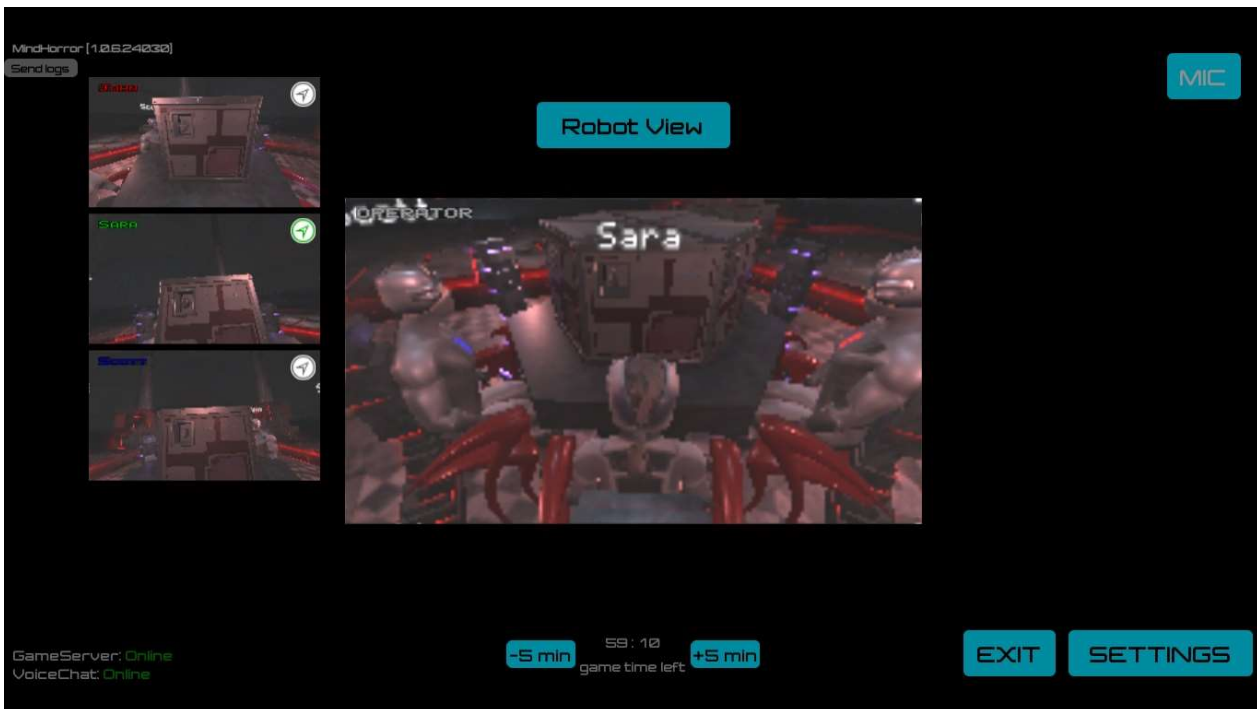 MindHorror [1.0.6.24030]
Send logs
MIC
Robot View
OPERATOR
Sara
SARA
Scott
59 : 10
-5 min
+5 min
game time left
EXIT
SETTINGS
GameServer: Online
VoiceChat: Online